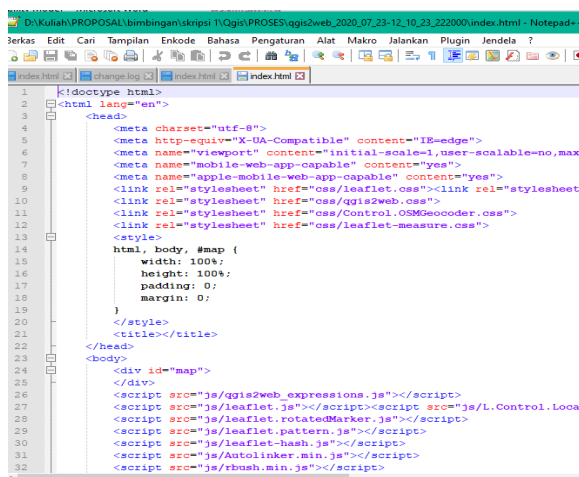 D:\Kuliah\PROPOSAL\bimbingan\skripsi 1\Qgis\PROSES\qgis2web_2020_07_23-12_10_23_222000\index.html - Notepad+
Berkas Edit Cari Tampilan Enkode Bahasa Pengaturan Alat Makro Jalankan Plugin Jendela ?
index.html change.log index.html index.html
1 <!doctype html>
2 <html lang="en">
3 <head>
4 <meta charset="utf-8">
5 <meta http-equiv="X-UA-Compatible" content="IE=edge">
6 <meta name="viewport" content="initial-scale=1,user-scalable=no,max
7 <meta name="mobile-web-app-capable" content="yes">
8 <meta name="apple-mobile-web-app-capable" content="yes">
9 <link rel="stylesheet" href="css/leaflet.css"><link rel="stylesheet
10 <link rel="stylesheet" href="css/qgis2web.css">
11 <link rel="stylesheet" href="css/Control.OSMGeocoder.css">
12 <link rel="stylesheet" href="css/leaflet-measure.css">
13 <style>
14 html, body, #map {
15 width: 100%;
16 height: 100%;
17 padding: 0;
18 margin: 0;
19 }
20 </style>
21 <title></title>
22 </head>
23 <body>
24 <div id="map">
25 </div>
26 <script src="js/qgis2web_expressions.js"></script>
27 <script src="js/leaflet.js"></script><script src="js/L.Control.Loca
28 <script src="js/leaflet.rotatedMarker.js"></script>
29 <script src="js/leaflet.pattern.js"></script>
30 <script src="js/leaflet-hash.js"></script>
31 <script src="js/Autolinker.min.js"></script>
32 <script src="js/rbush.min.js"></script>